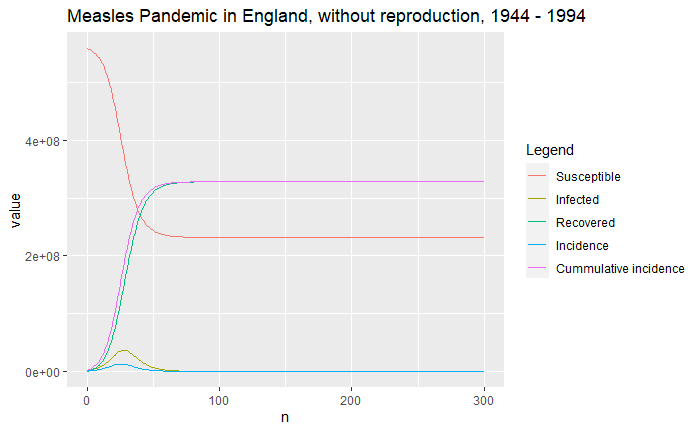 Measles Pandemic in England, without reproduction, 1944 - 1994
4e+08
2e+08
0e+00
value
0
100
200
300
n
Legend
Susceptible
Infected
Recovered
Incidence
Cummulative incidence